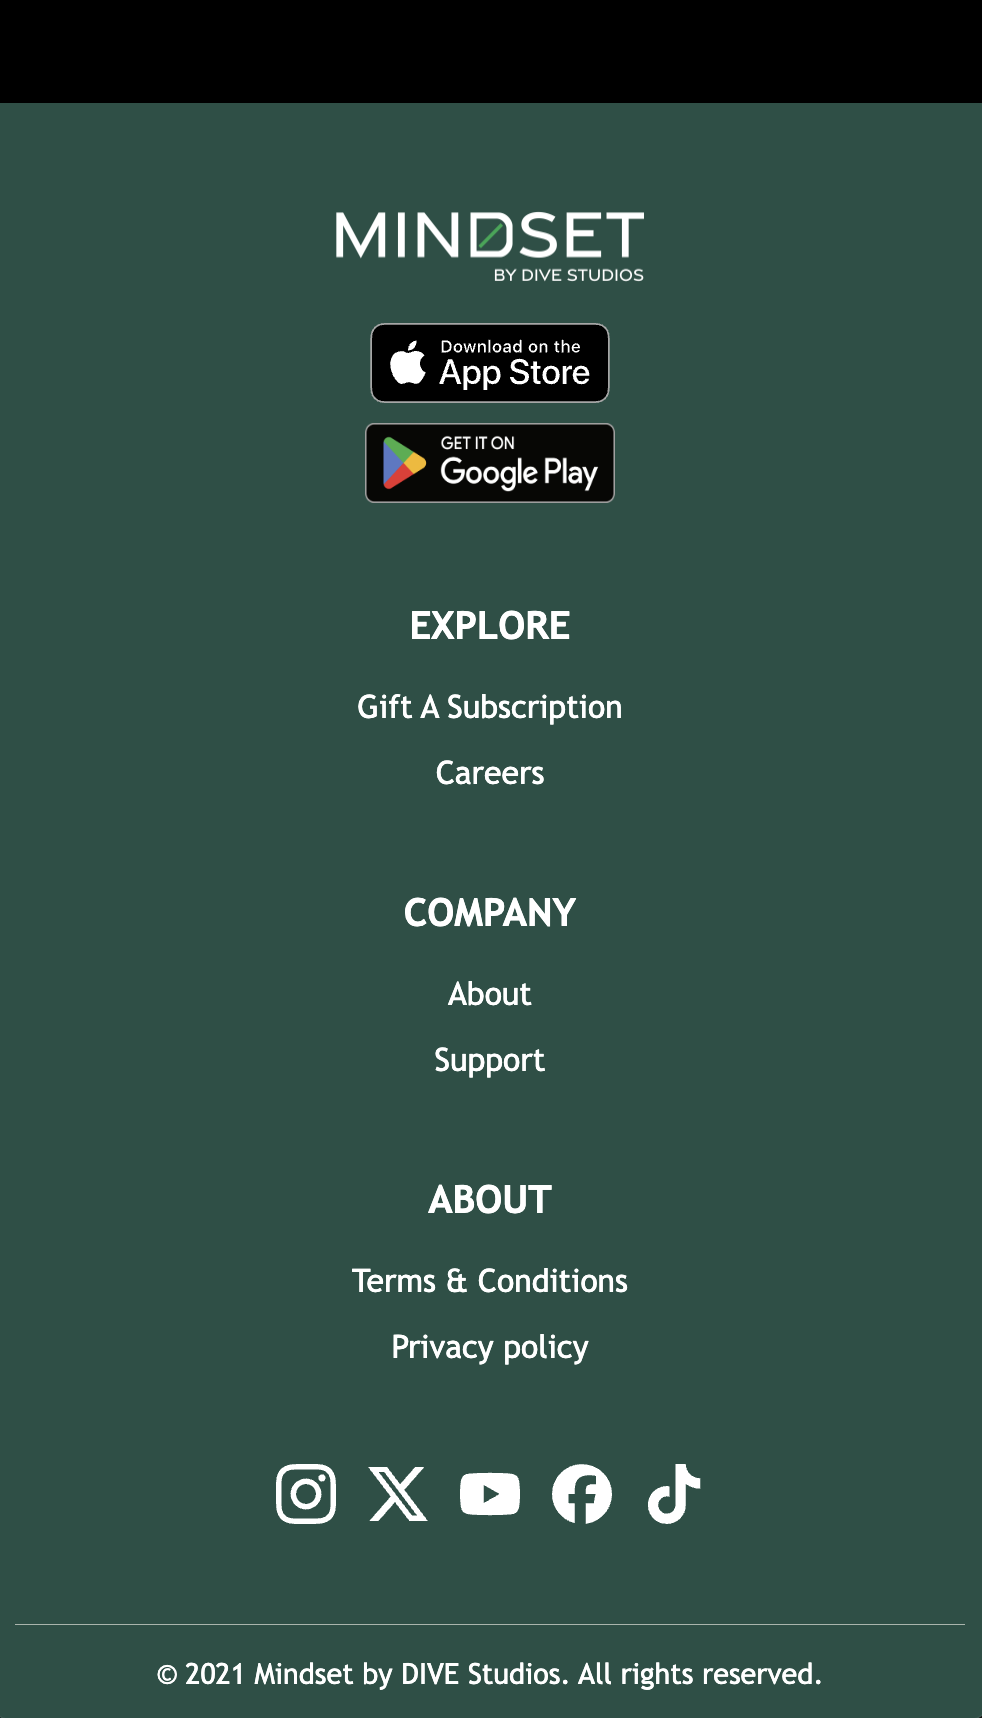 MINDSET
BY DIVE STUDIOS
Download on the
App Store
GET IT ON
Google Play
EXPLORE
Gift A Subscription
Careers
COMPANY
About
Support
ABOUT
Terms & Conditions
Privacy policy
© 2021 Mindset by DIVE Studios. All rights reserved.